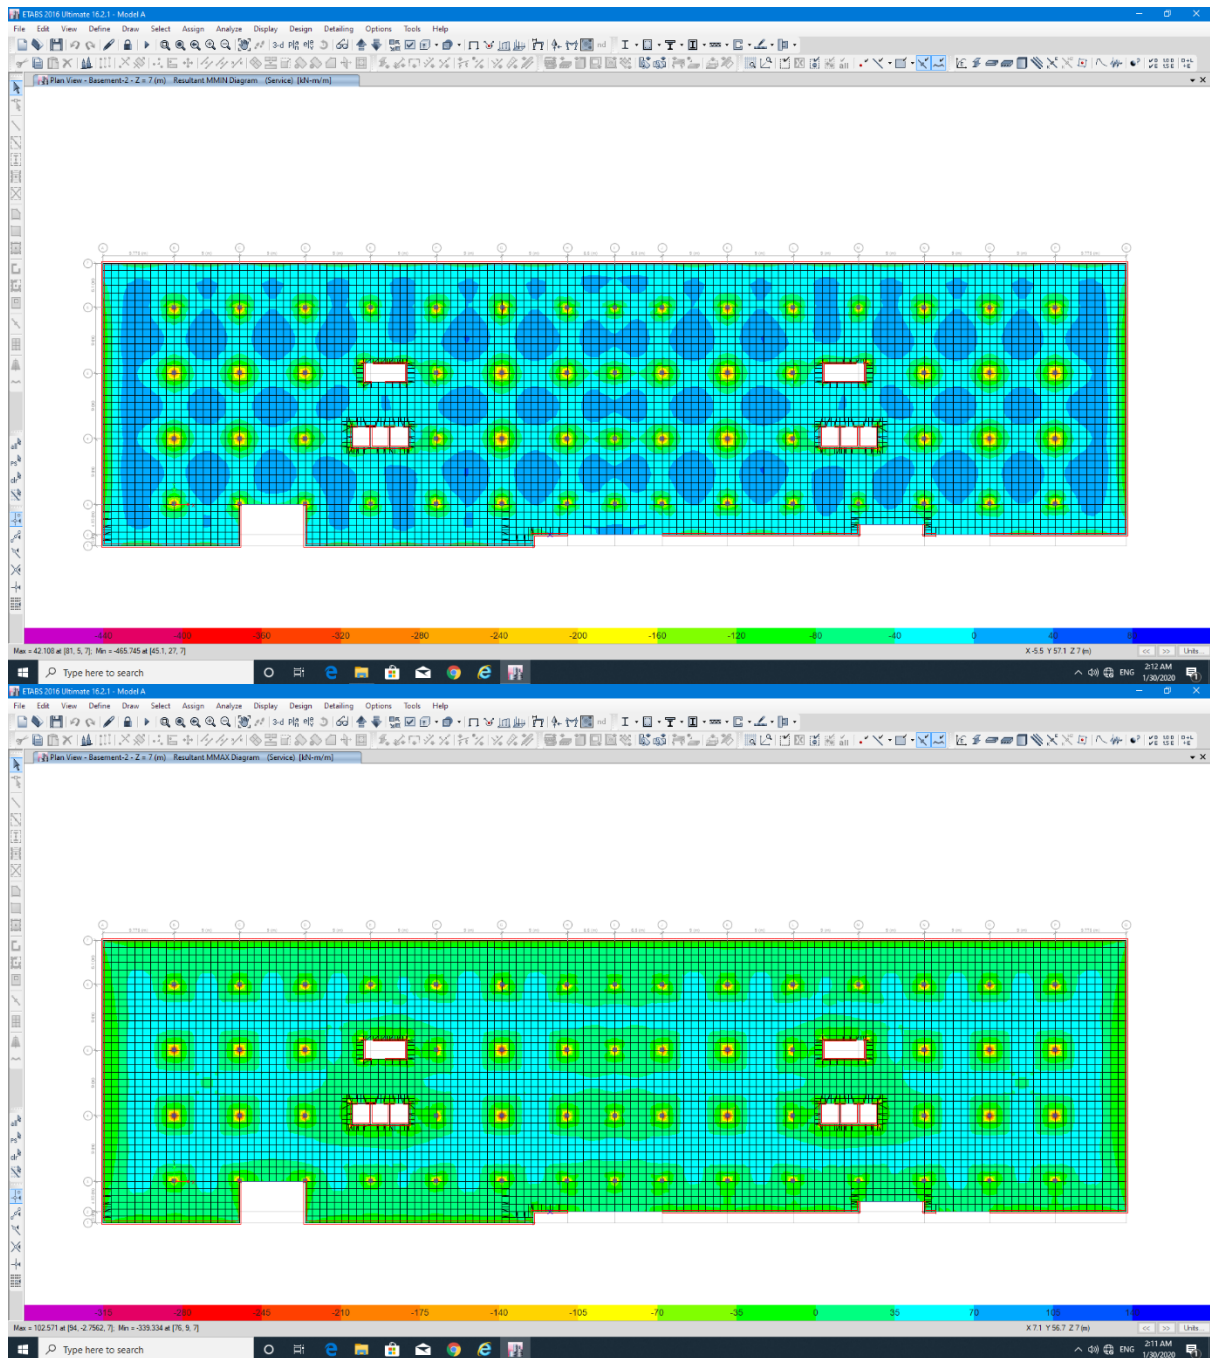 ETABS 2016 Ultimate 16.2.1 - Model A
File Edit View Define Draw Select Assign Analyze Display Design Detailing Options Tools Help
Plan View - Basement-2 - Z = 7 (m) Resultant MMIN Diagram (Service) [kN-m/m]
-440 -400 -360 -320 -280 -240 -200 -160 -120 -80 -40 0 40
Max = 42.108 at [81, 5, 7]; Min = -465.745 at [45.1, 27, 7]
X -5.5 Y 57.1 Z 7 (m)
<< >> Units...
Type here to search
ENG
2:12 AM
1/30/2020
ETABS 2016 Ultimate 16.2.1 - Model A
File Edit View Define Draw Select Assign Analyze Display Design Detailing Options Tools Help
Plan View - Basement-2 - Z = 7 (m) Resultant MMAX Diagram (Service) [kN-m/m]
-315 -280 -245 -210 -175 -140 -105 -70 -35 0 35 70 105
Max = 102.571 at [94, -2.7562, 7]; Min = -339.334 at [76, 9, 7]
X 7.1 Y 56.7 Z 7 (m)
<< >> Units...
Type here to search
ENG
2:11 AM
1/30/2020